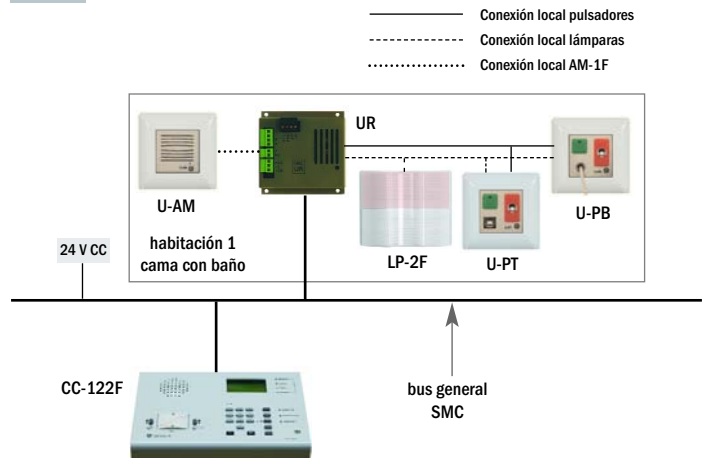 Conexión local pulsadores
Conexión local lámparas
Conexión local AM-1F
UR
U-AM
U-PB
habitación 1
cama con baño
LP-2F
U-PT
24 V CC
CC-122F
bus general
SMC